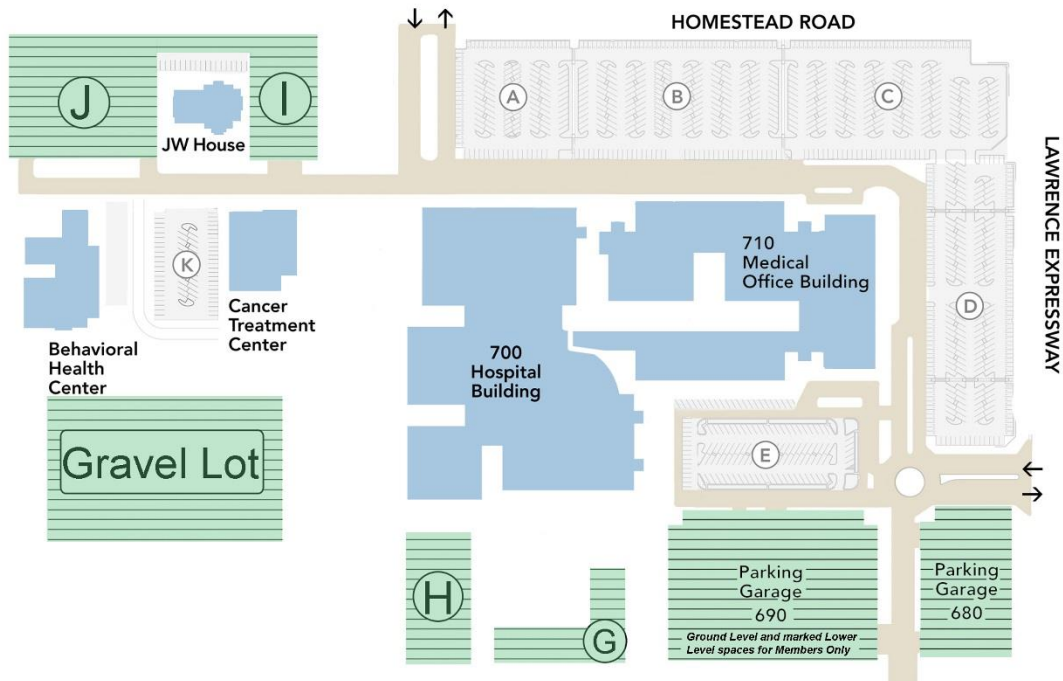 HOMESTEAD ROAD
J
I
JW House
A
B
C
LAWRENCE EXPRESSWAY
K
Behavioral
Health
Center
Cancer
Treatment
Center
710
Medical
Office Building
700
Hospital
Building
D
E
Gravel Lot
H
G
Parking
Garage
690
Ground Level and marked Lower
Level spaces for Members Only
Parking
Garage
680